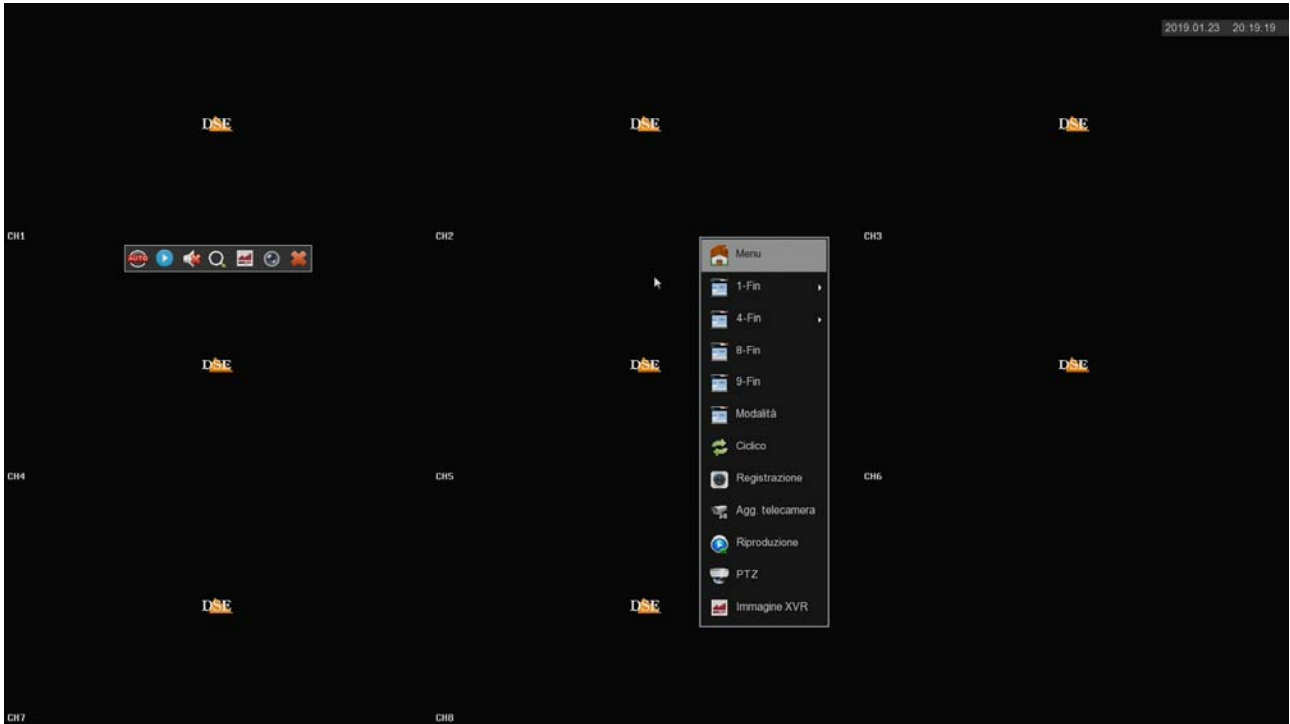 2019.01.23 20:19:19
DSE
DSE
DSE
CH1
CH2
CH3
AUTO
Menu
1-Fin
4-Fin
8-Fin
9-Fin
Modalità
Ciclico
Registrazione
Agg. telecamera
Riproduzione
PTZ
Immagine XVR
DSE
DSE
DSE
CH4
CH5
CH6
DSE
DSE
CH7
CH8